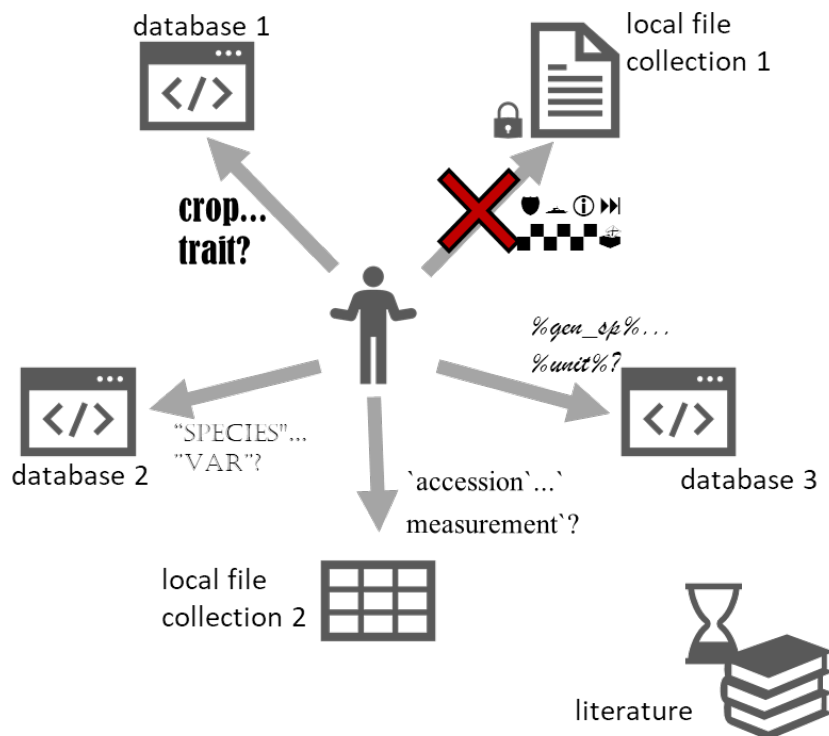 database 1
local file
collection 1
crop...
trait?
%gen_sp%...
%unit%?
"SPECIES"...
"VAR"?
database 2
`accession`...`
measurement`?
database 3
local file
collection 2
literature